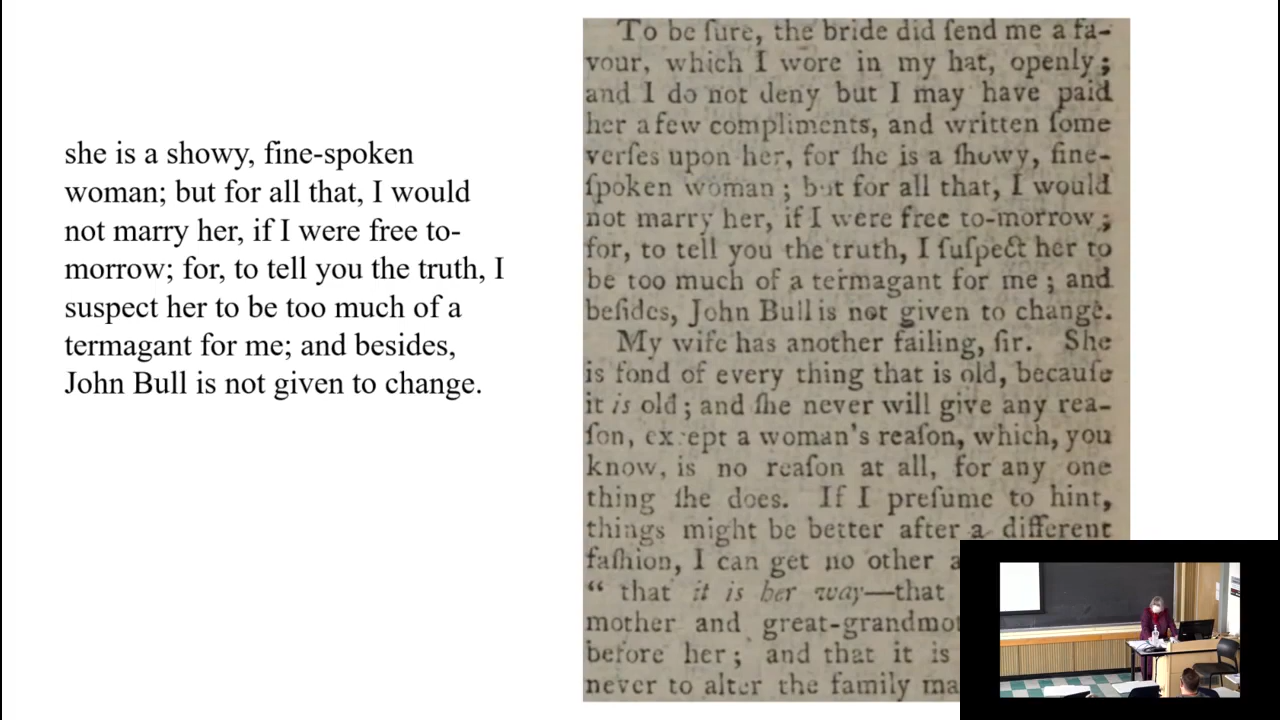 she is a showy, fine-spoken
woman; but for all that, I would
not marry her, if I were free to-
morrow; for, to tell you the truth, I
suspect her to be too much of a
termagant for me; and besides,
John Bull is not given to change.
To be ſure, the bride did ſend me a fa-
vour, which I wore in my hat, openly;
and I do not deny but I may have paid
her a few compliments, and written ſome
verſes upon her, for ſhe is a ſhowy, fine-
ſpoken woman; but for all that, I would
not marry her, if I were free to-morrow;
for, to tell you the truth, I ſuſpect her to
be too much of a termagant for me; and
beſides, John Bull is not given to change.
My wife has another failing, ſir. She
is fond of every thing that is old, becauſe
it is old; and ſhe never will give any rea-
ſon, except a woman's reaſon, which, you
know, is no reaſon at all, for any one
thing ſhe does. If I preſume to hint,
things might be better after a different
faſhion, I can get no other
“ that it is her way—that
mother and great-grandmo
before her; and that it is
never to alter the family